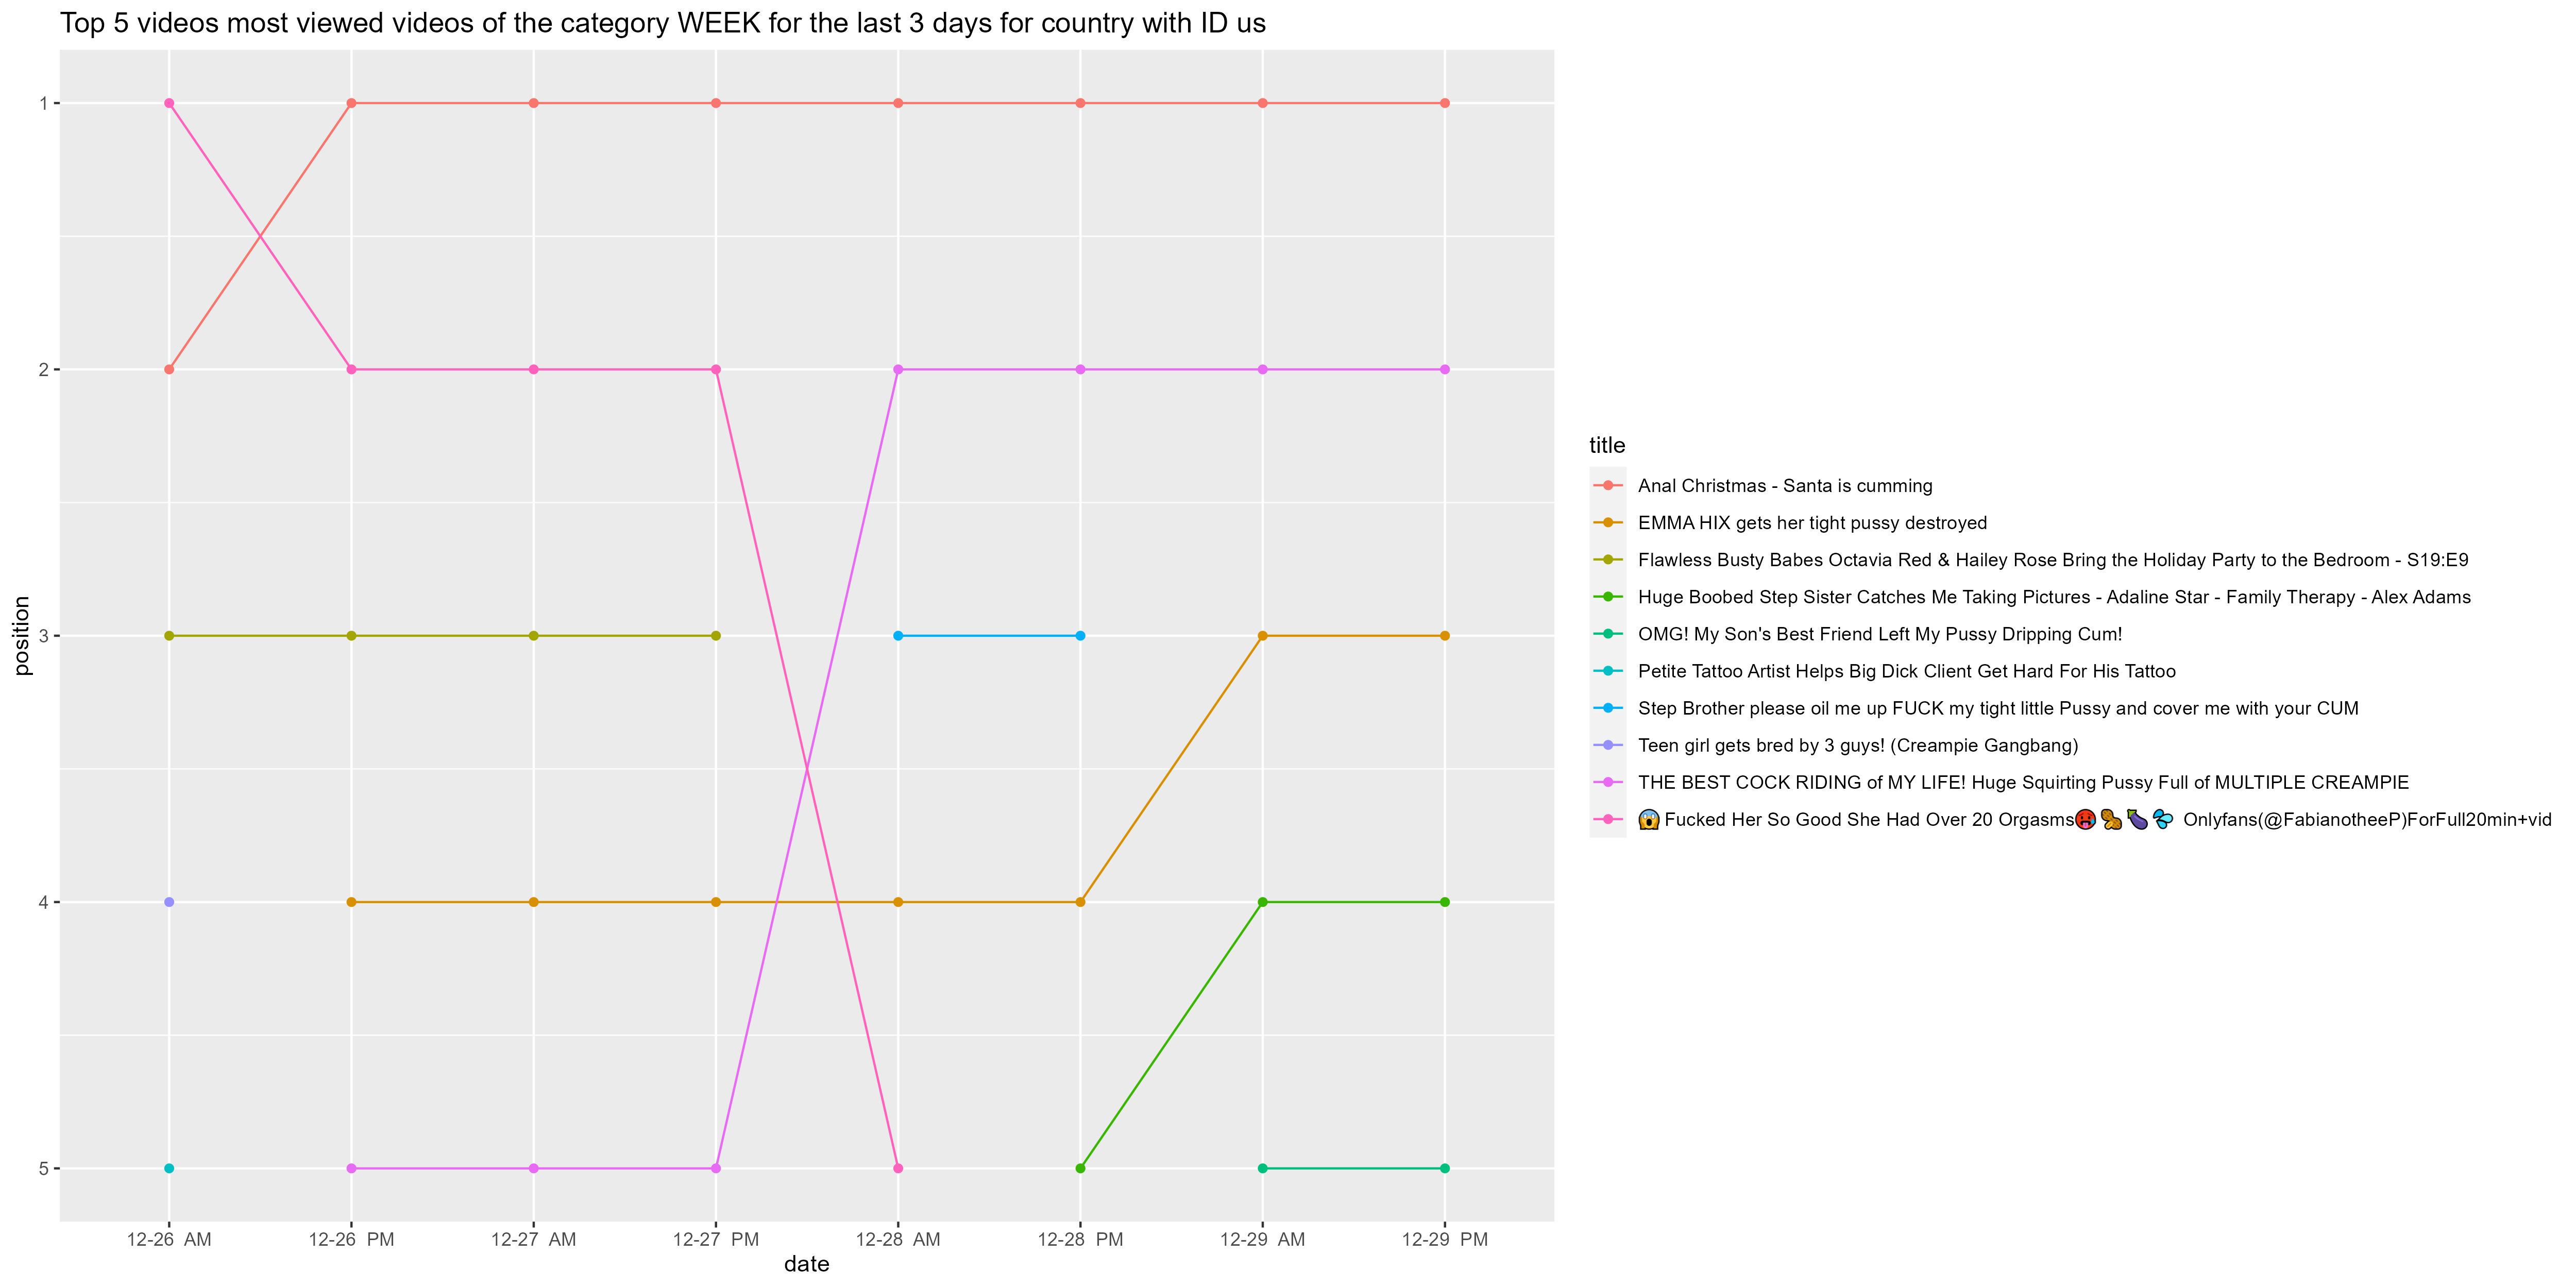 Top 5 videos most viewed videos of the category WEEK for the last 3 days for country with ID us
position
1
2
3
4
5
12-26 AM
12-26 PM
12-27 AM
12-27 PM
12-28 AM
12-28 PM
12-29 AM
12-29 PM
date
title
Anal Christmas - Santa is cumming
EMMA HIX gets her tight pussy destroyed
Flawless Busty Babes Octavia Red & Hailey Rose Bring the Holiday Party to the Bedroom - S19:E9
Huge Boobed Step Sister Catches Me Taking Pictures - Adaline Star - Family Therapy - Alex Adams
OMG! My Son's Best Friend Left My Pussy Dripping Cum!
Petite Tattoo Artist Helps Big Dick Client Get Hard For His Tattoo
Step Brother please oil me up FUCK my tight little Pussy and cover me with your CUM
Teen girl gets bred by 3 guys! (Creampie Gangbang)
THE BEST COCK RIDING of MY LIFE! Huge Squirting Pussy Full of MULTIPLE CREAMPIE
😱 Fucked Her So Good She Had Over 20 Orgasms🥵 🥜 🍆 💦 Onlyfans(@FabianotheeP)ForFull20min+vid